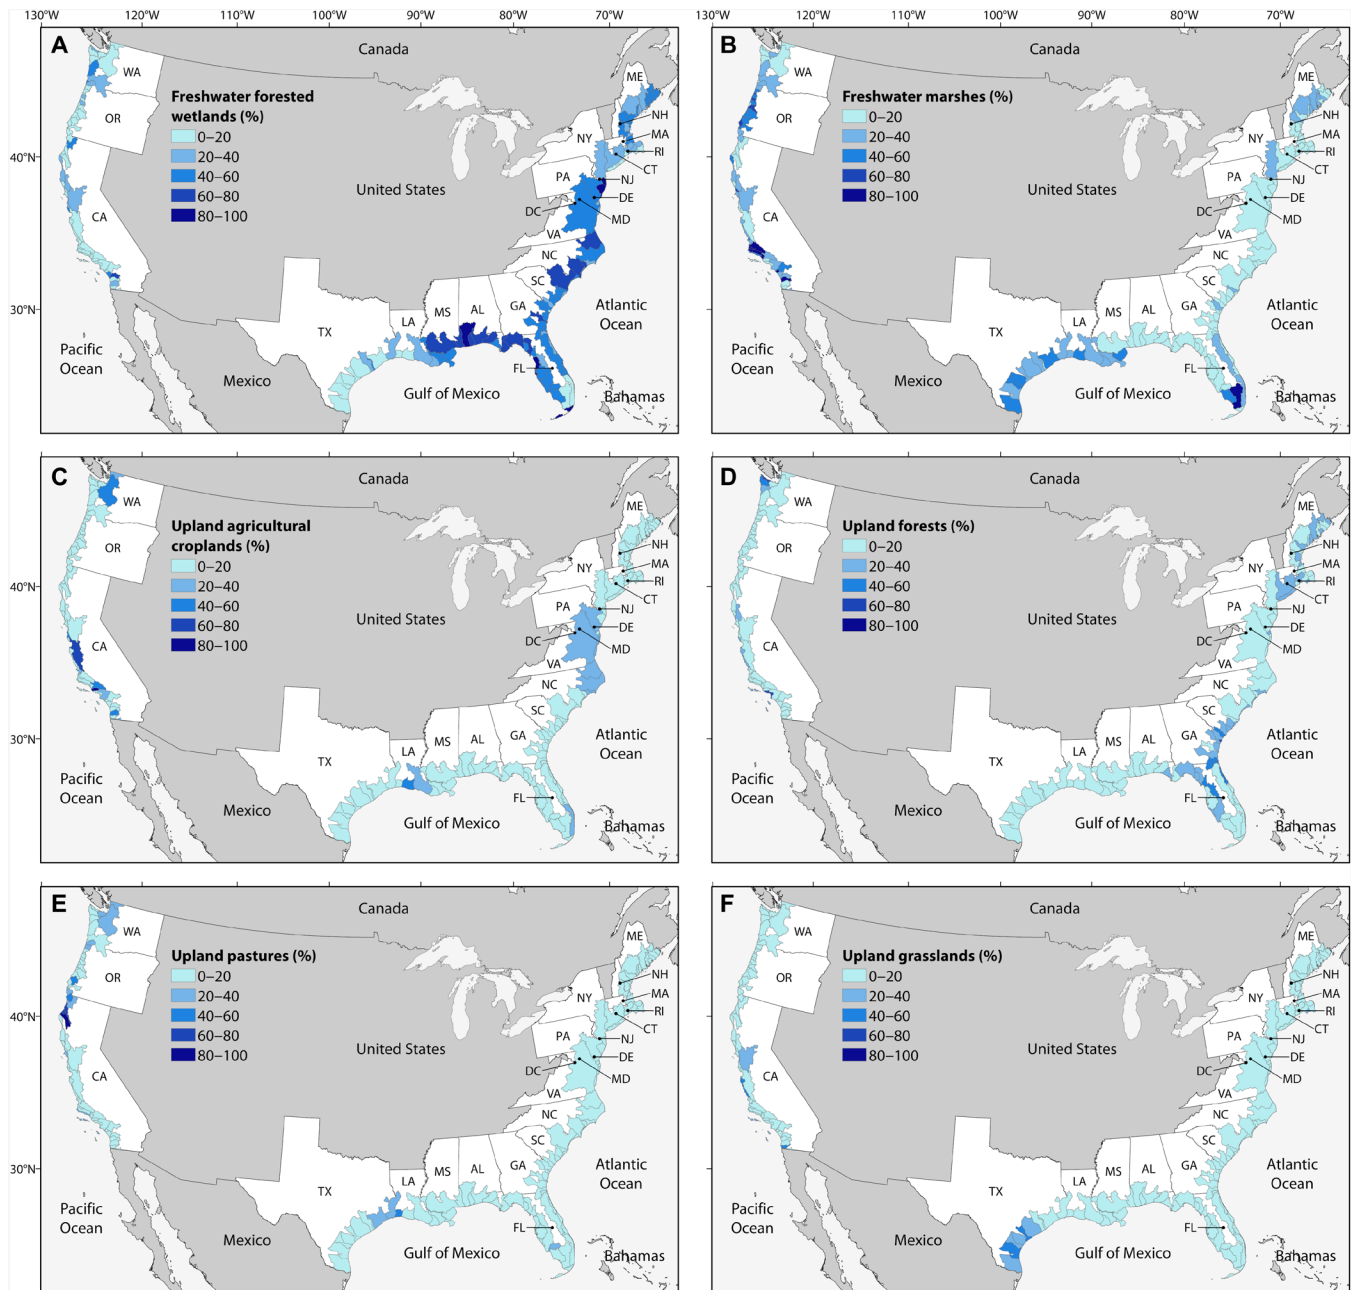 130°W 120°W 100°W 90°W 80°W 70°W
130°W 120°W 100°W 90°W 80°W 70°W
A
Canada
WA
OR
CA
40°N
30°N
Freshwater forested
wetlands (%)
0–20
20–40
40–60
60–80
80–100
United States
ME
NH
MA
NY
RI
CT
PA
NJ
DE
DC
MD
VA
NC
SC
GA
AL
MS
LA
TX
FL
Atlantic
Ocean
Pacific
Ocean
Mexico
Gulf of Mexico
Bahamas
B
Canada
WA
OR
CA
Freshwater marshes (%)
0–20
20–40
40–60
60–80
80–100
United States
ME
NH
MA
NY
RI
CT
PA
NJ
DE
DC
MD
VA
NC
SC
GA
AL
MS
LA
TX
FL
Atlantic
Ocean
Pacific
Ocean
Mexico
Gulf of Mexico
Bahamas
C
Canada
WA
OR
CA
40°N
30°N
Upland agricultural
croplands (%)
0–20
20–40
40–60
60–80
80–100
United States
ME
NH
MA
NY
RI
CT
PA
NJ
DE
DC
MD
VA
NC
SC
GA
AL
MS
LA
TX
FL
Atlantic
Ocean
Pacific
Ocean
Mexico
Gulf of Mexico
Bahamas
D
Canada
WA
OR
CA
Upland forests (%)
0–20
20–40
40–60
60–80
80–100
United States
ME
NH
MA
NY
RI
CT
PA
NJ
DE
DC
MD
VA
NC
SC
GA
AL
MS
LA
TX
FL
Atlantic
Ocean
Pacific
Ocean
Mexico
Gulf of Mexico
Bahamas
E
Canada
WA
OR
CA
40°N
30°N
Upland pastures (%)
0–20
20–40
40–60
60–80
80–100
United States
ME
NH
MA
NY
RI
CT
PA
NJ
DE
DC
MD
VA
NC
SC
GA
AL
MS
LA
TX
FL
Atlantic
Ocean
Pacific
Ocean
Mexico
Gulf of Mexico
Bahamas
F
Canada
WA
OR
CA
Upland grasslands (%)
0–20
20–40
40–60
60–80
80–100
United States
ME
NH
MA
NY
RI
CT
PA
NJ
DE
DC
MD
VA
NC
SC
GA
AL
MS
LA
TX
FL
Atlantic
Ocean
Pacific
Ocean
Mexico
Gulf of Mexico
Bahamas